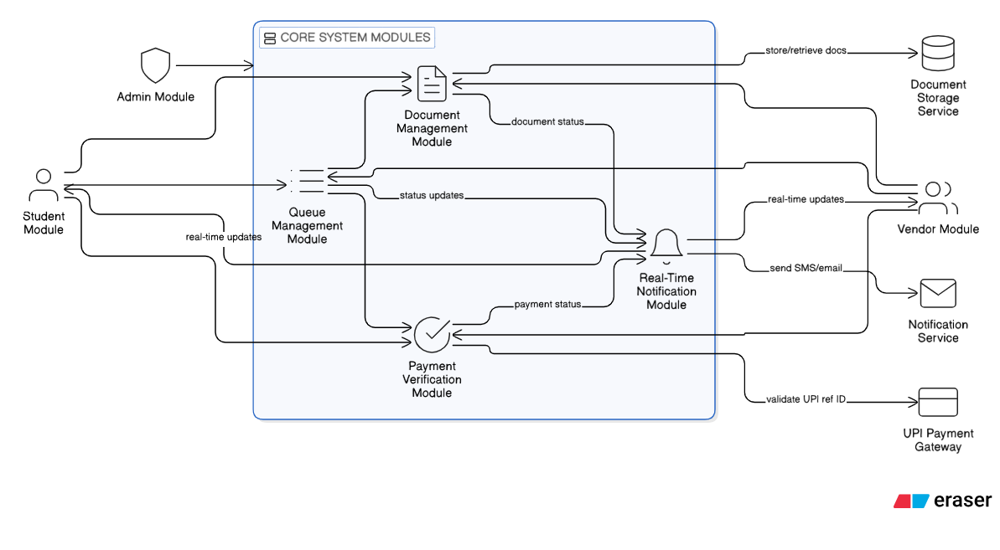 CORE SYSTEM MODULES
Admin Module
store/retrieve docs
Document
Storage
Service
Document
Management
Module
document status
Student
Module
Queue
Management
Module
status updates
real-time updates
Vendor Module
real-time updates
Real-Time
Notification
Module
send SMS/email
payment status
Notification
Service
Payment
Verification
Module
validate UPI ref ID
UPI Payment
Gateway
eraser